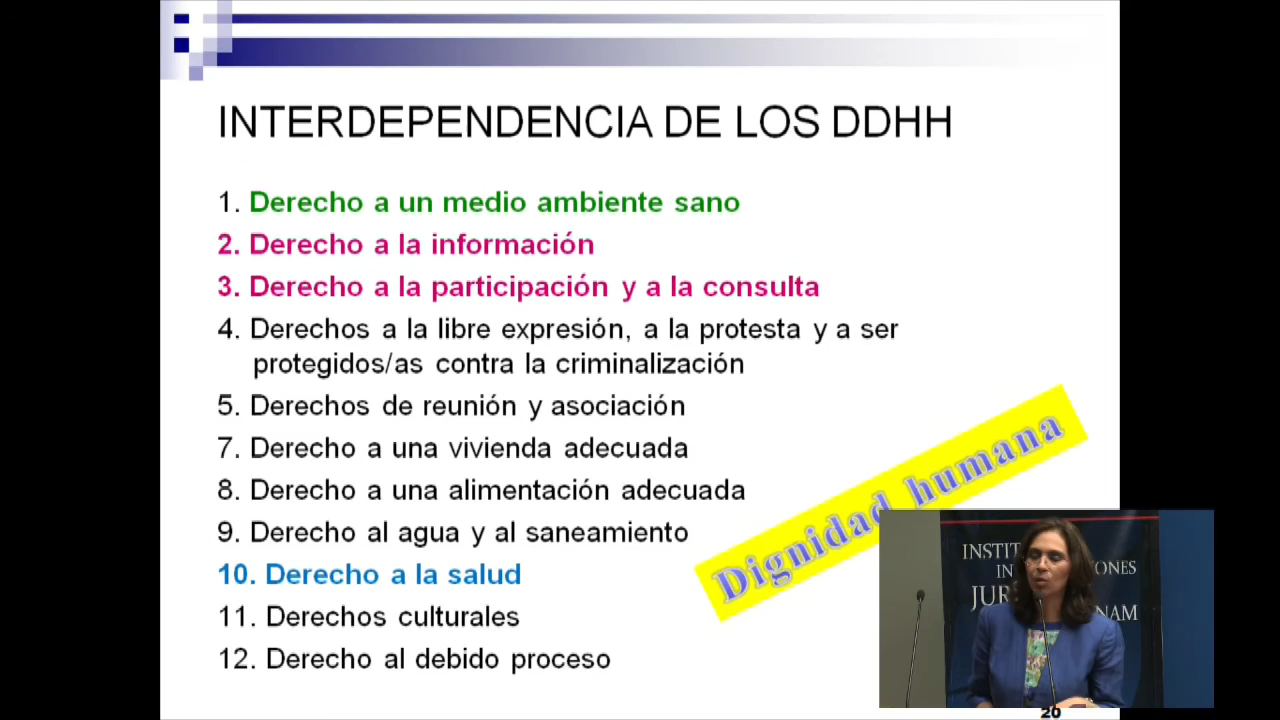 INTERDEPENDENCIA DE LOS DDHH
1. Derecho a un medio ambiente sano
2. Derecho a la información
3. Derecho a la participación y a la consulta
4. Derechos a la libre expresión, a la protesta y a ser
protegidos/as contra la criminalización
5. Derechos de reunión y asociación
7. Derecho a una vivienda adecuada
8. Derecho a una alimentación adecuada
9. Derecho al agua y al saneamiento
10. Derecho a la salud
11. Derechos culturales
12. Derecho al debido proceso
Dignidad humana
INSTIT
IN ONES
JUR
NAM
20